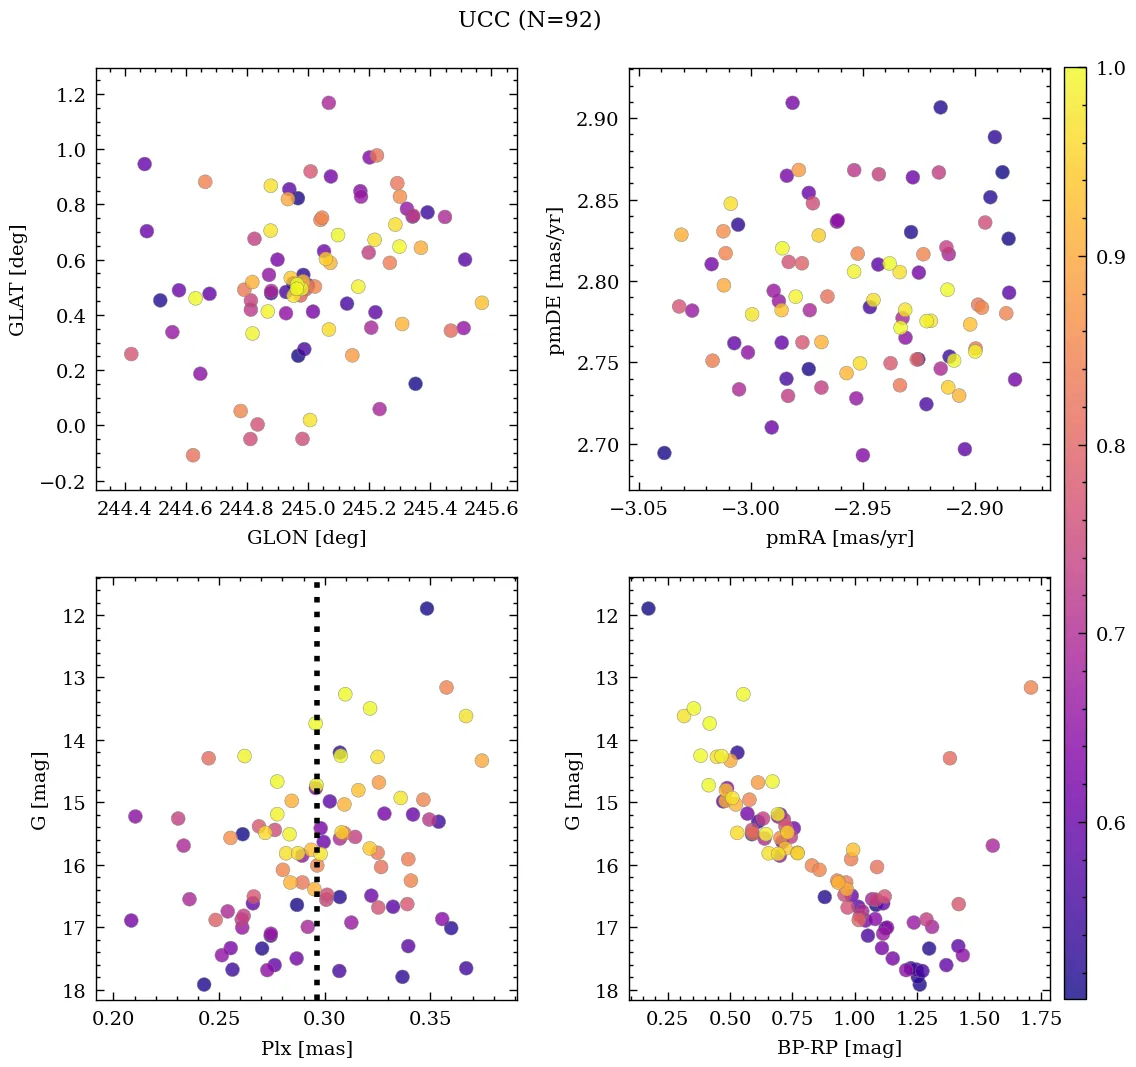 UCC (N=92)
1.2
1.0
0.8
0.6
0.4
0.2
0.0
−0.2
GLAT [deg]
244.4 244.6 244.8 245.0 245.2 245.4 245.6
GLON [deg]
2.90
2.85
2.80
2.75
2.70
pmDE [mas/yr]
−3.05 −3.00 −2.95 −2.90
pmRA [mas/yr]
12
13
14
15
16
17
18
G [mag]
0.20 0.25 0.30 0.35
Plx [mas]
12
13
14
15
16
17
18
G [mag]
0.25 0.50 0.75 1.00 1.25 1.50 1.75
BP-RP [mag]
1.0
0.9
0.8
0.7
0.6